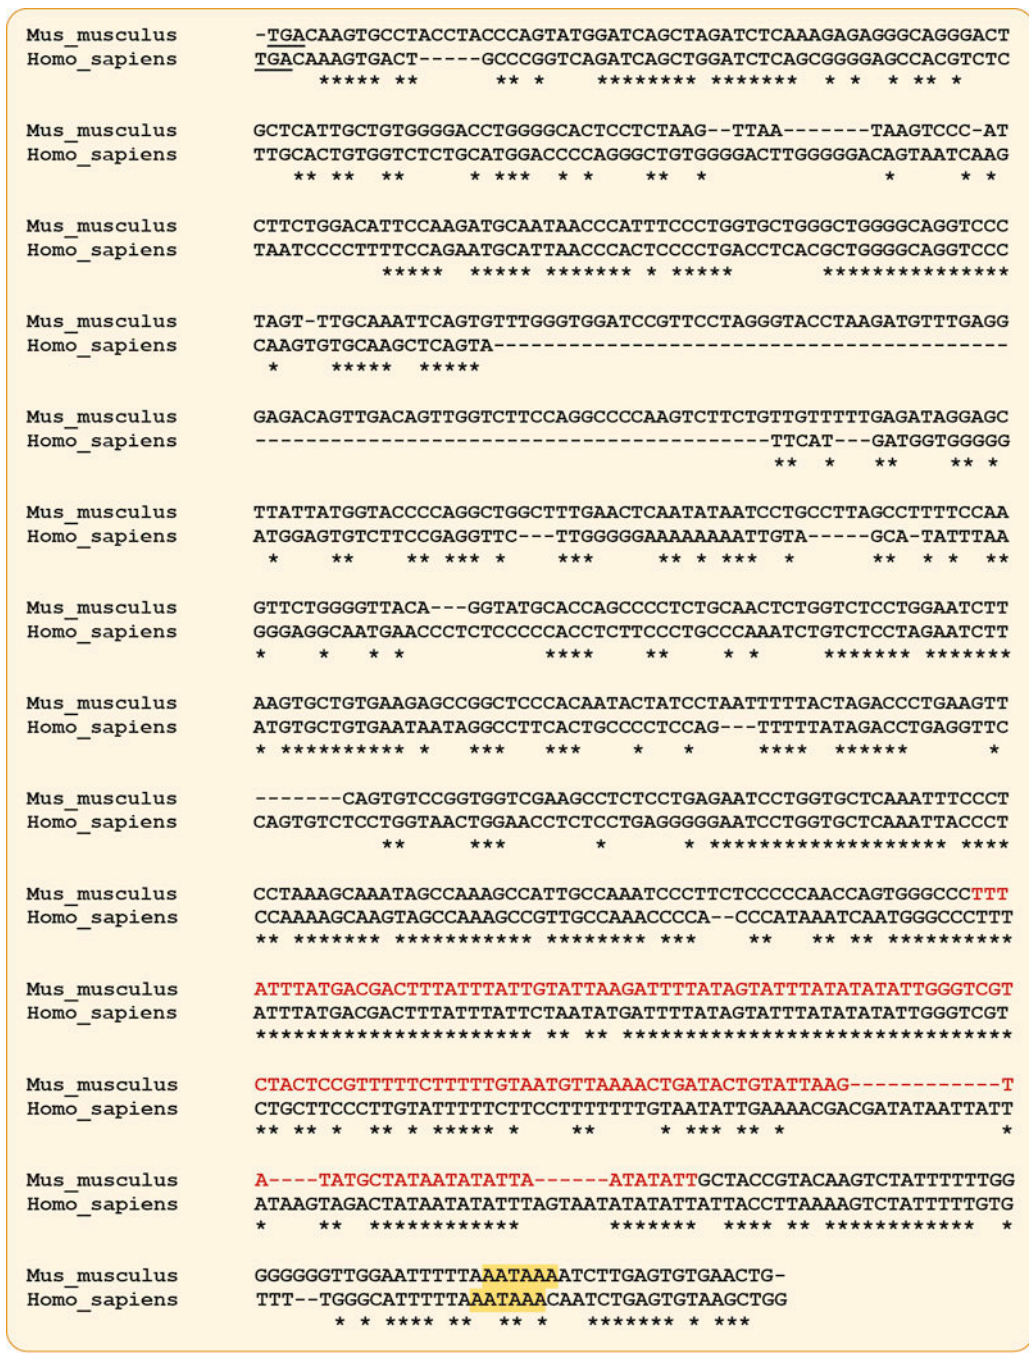 Mus_musculus -TGACAAGTGCCTACCTACCCAGTATGGATCAGCTAGATCTCAAAGAGAGGGCAGGGACT
Homo_sapiens TGACAAAGTGACT-----GCCCGGTCAGATCAGCTGGATCTCAGCGGGGAGCCACGTCTC
***** ** ** * ********** ******* * * * ** *
Mus_musculus GCTCATTGCTGTGGGGACCTGGGGCACTCCTCTAAG--TTAA-------TAAGTCCC-AT
Homo_sapiens TTGCACTGTGGTCTCTGCATGGACCCCAGGGCTGTGGGGACTTGGGGGACAGTAATCAAG
** ** ** * *** * * ** * * * *
Mus_musculus CTTCTGGACATTCCAAGATGCAATAACCCATTTCCCTGGTGCTGGGCTGGGGCAGGTCCC
Homo_sapiens TAATCCCCTTTTCCAGAATGCATTAACCCACTCCCCTGACCTCACGCTGGGGCAGGTCCC
***** ***** ******* * ***** ***************
Mus_musculus TAGT-TTGCAAATTCAGTGTTTGGGTGGATCCGTTCCTAGGGTACCTAAGATGTTTGAGG
Homo_sapiens CAAGTGTGCAAGCTCAGTA-----------------------------------------
* ***** *****
Mus_musculus GAGACAGTTGACAGTTGGTCTTCCAGGCCCCAAGTCTTCTGTTGTTTTTGAGATAGGAGC
Homo_sapiens -----------------------------------------TTCAT---GATGGTGGGGG
** * ** ** *
Mus_musculus TTATTATGGTACCCCAGGCTGGCTTTGAACTCAATATAATCCTGCCTTAGCCTTTTCCAA
Homo_sapiens ATGGAGTGTCTTCCGAGGTTC---TTGGGGGAAAAAAAATTGTA-----GCA-TATTTAA
* ** ** *** * *** ** * *** * ** * * **
Mus_musculus GTTCTGGGGTTACA---GGTATGCACCAGCCCCTCTGCAACTCTGGTCTCCTGGAATCTT
Homo_sapiens GGGAGGCAATGAACCCTCTCCCCCACCTCTTCCCTGCCCAAATCTGTCTCCTAGAATCTT
* * * * **** ** * * ******* *******
Mus_musculus AAGTGCTGTGAAGAGCCGGCTCCCACAATACTATCCTAATTTTTACTAGACCCTGAAGTT
Homo_sapiens ATGTGCTGTGAATAATAGGCCTTCACTGCCCCTCCAG---TTTTTATAGACCTGAGGTTC
* ********** * *** *** * * **** ****** *
Mus_musculus -------CAGTGTCCGGTGGTCGAAGCCTCTCCTGAGAATCCTGGTGCTCAAATTTCCCT
Homo_sapiens CAGTGTCTCCTGGTAACTGGAACCTCTCCTGAGGGGGAATCCTGGTGCTCAAATTACCCT
** *** * * ******************* ****
Mus_musculus CCTAAAGCAAATAGCCAAAGCCATTGCCAAATCCCTTCTCCCCCAACCAGTGGGCCCTTT
Homo_sapiens CCAAAAGCAAGTAGCCAAAGCCGTTGCCAAACCCCA--CCCATAAATCAATGGGCCCTTT
** ******* *********** ******** *** ** ** ** **********
Mus_musculus ATTTATGACGACTTTATTTATTGTATTAAGATTTTATAGTATTTATATATATTGGGTCGT
Homo_sapiens ATTTATGACGACTTTATTTATTCTAATATGATTTTATAGTATTTATATATATTGGGTCGT
********************** ** ** *******************************
Mus_musculus CTACTCCGTTTTTCTTTTTGTAATGTTAAAACTGATACTGTATTAAG------------T
Homo_sapiens CTGCTTCCCTTGTATTTTTCTTCCTTTTTTTGTAATATTGAAAACGACGATATAATTATT
** ** * ** * ***** * ** * *** ** * *
Mus_musculus A----TATGCTATAATATATTA------ATATATTGCTACCGTACAAGTCTATTTTTTGG
Homo_sapiens ATAAGTAGACTATAATATATTTAGTAATATATATTATTACCTTAAAAGTCTATTTTTGTG
* ** ************ ******* **** ** ************* *
Mus_musculus GGGGGGTTGGAATTTTTAAATAAAATCTTGAGTGTGAACTG-
Homo_sapiens TTT--TGGGCATTTTTAAATAAACAATCTGAGTGTAAGCTGG
* * **** ** ** * ******* * ***